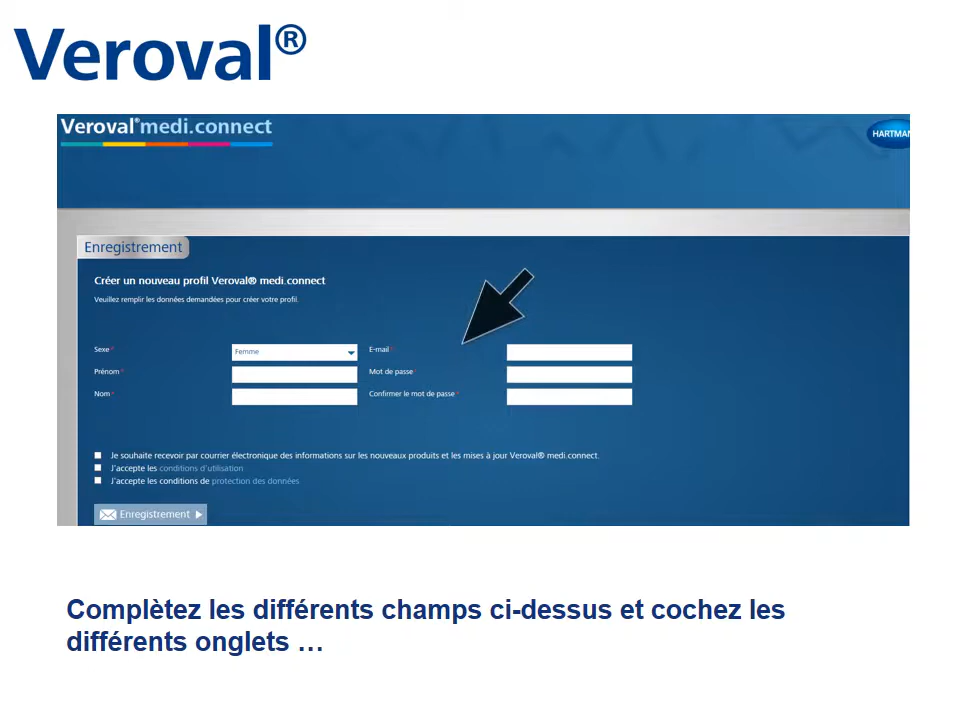 Veroval®
Veroval®medi.connect
Enregistrement
Créer un nouveau profil Veroval® medi.connect
Veuillez remplir les données demandées pour créer votre profil.
Sexe* Femme E-mail*
Prénom* Mot de passe*
Nom* Confirmer le mot de passe*
Je souhaite recevoir par courrier électronique des informations sur les nouveaux produits et les mises à jour Veroval® medi.connect.
J'accepte les conditions d'utilisation
J'accepte les conditions de protection des données
Enregistrement
Complètez les différents champs ci-dessus et cochez les
différents onglets …